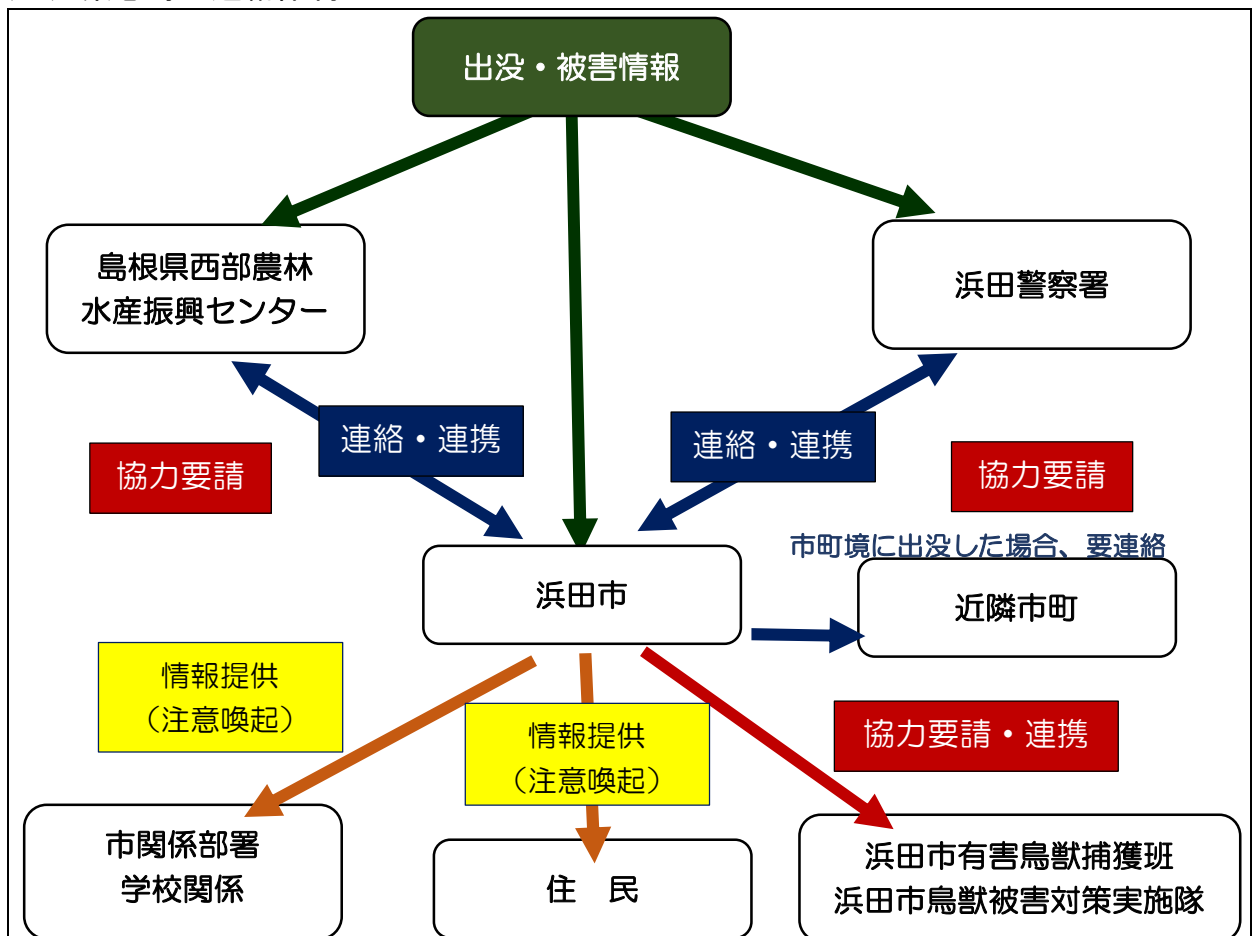 出没・被害情報
島根県西部農林
水産振興センター
浜田警察署
連絡・連携
連絡・連携
協力要請
協力要請
市町境に出没した場合、要連絡
浜田市
近隣市町
情報提供
（注意喚起）
情報提供
（注意喚起）
協力要請・連携
市関係部署
学校関係
住　民
浜田市有害鳥獣捕獲班
浜田市鳥獣被害対策実施隊